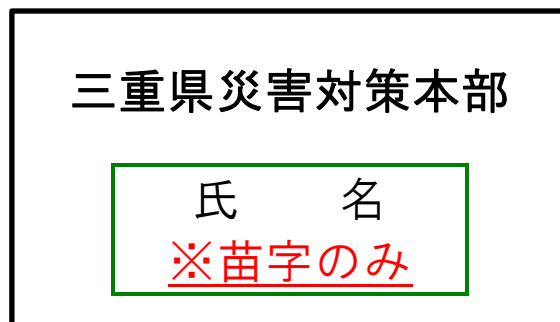 三重県災害対策本部
氏　　名
※苗字のみ